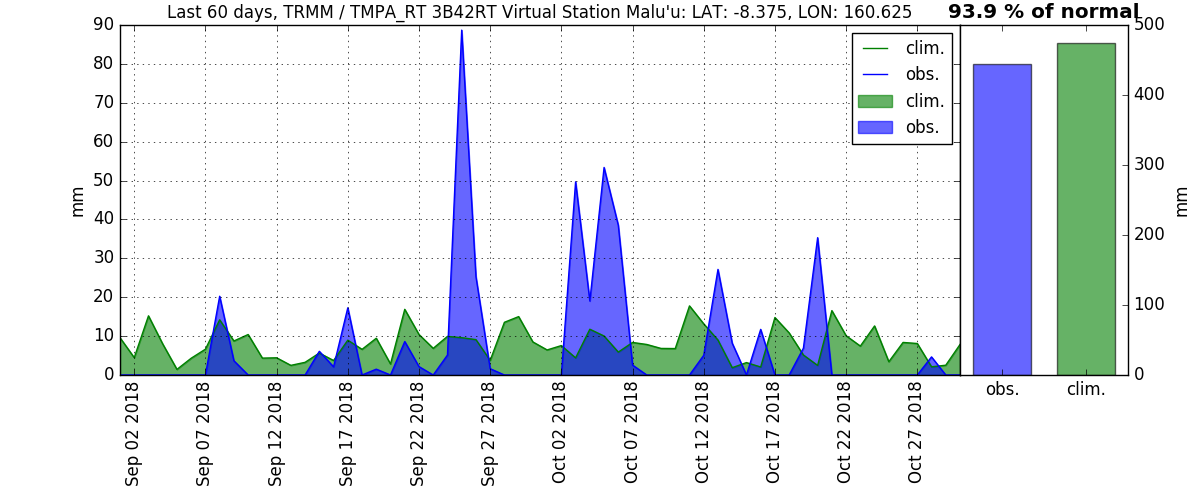 Last 60 days, TRMM / TMPA_RT 3B42RT Virtual Station Malu'u: LAT: -8.375, LON: 160.625
93.9 % of normal
90
80
70
60
50
40
30
20
10
0
mm
clim.
obs.
clim.
obs.
500
400
300
200
100
0
mm
Sep 02 2018
Sep 07 2018
Sep 12 2018
Sep 17 2018
Sep 22 2018
Sep 27 2018
Oct 02 2018
Oct 07 2018
Oct 12 2018
Oct 17 2018
Oct 22 2018
Oct 27 2018
obs.
clim.